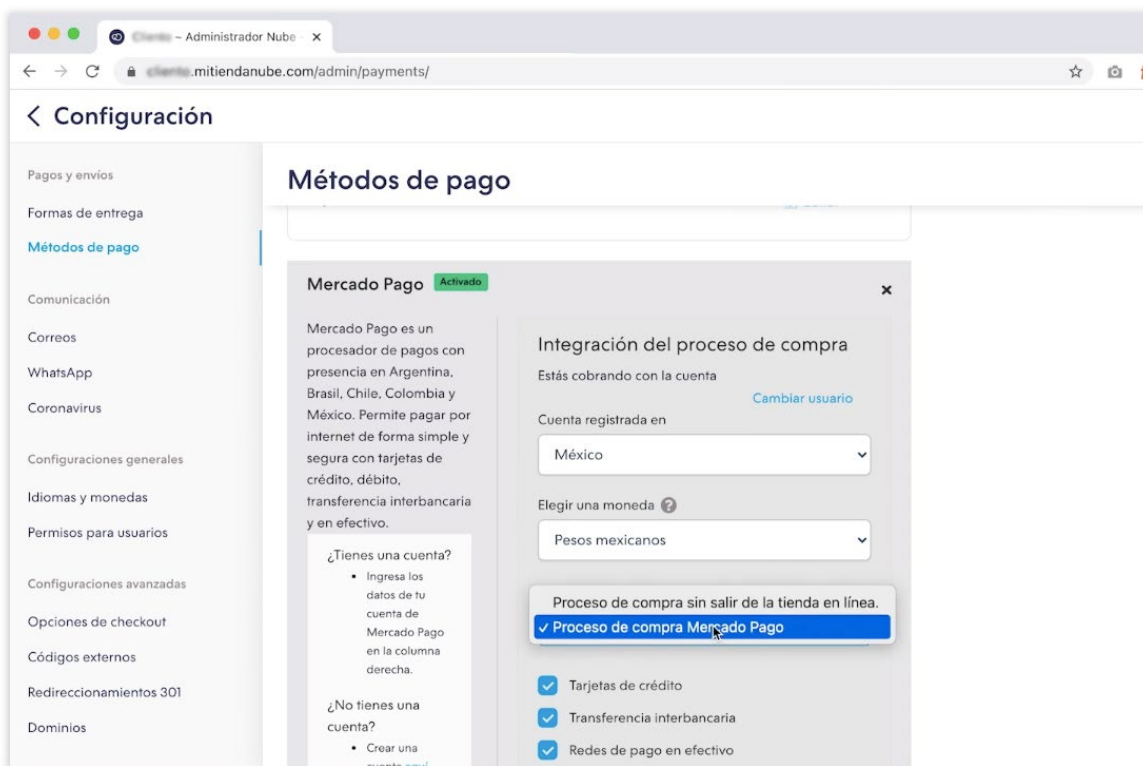 – Administrador Nube -
.mitiendanube.com/admin/payments/
Configuración
Pagos y envíos
Formas de entrega
Métodos de pago
Comunicación
Correos
WhatsApp
Coronavirus
Configuraciones generales
Idiomas y monedas
Permisos para usuarios
Configuraciones avanzadas
Opciones de checkout
Códigos externos
Redireccionamientos 301
Dominios
Métodos de pago
Mercado Pago Activado
Mercado Pago es un
procesador de pagos con
presencia en Argentina,
Brasil, Chile, Colombia y
México. Permite pagar por
internet de forma simple y
segura con tarjetas de
crédito, débito,
transferencia interbancaria
y en efectivo.
¿Tienes una cuenta?
• Ingresa los
datos de tu
cuenta de
Mercado Pago
en la columna
derecha.
¿No tienes una
cuenta?
• Crear una
cuenta aquí
Integración del proceso de compra
Estás cobrando con la cuenta
Cambiar usuario
Cuenta registrada en
México
Elegir una moneda ?
Pesos mexicanos
Proceso de compra sin salir de la tienda en línea.
✓ Proceso de compra Mercado Pago
Tarjetas de crédito
Transferencia interbancaria
Redes de pago en efectivo